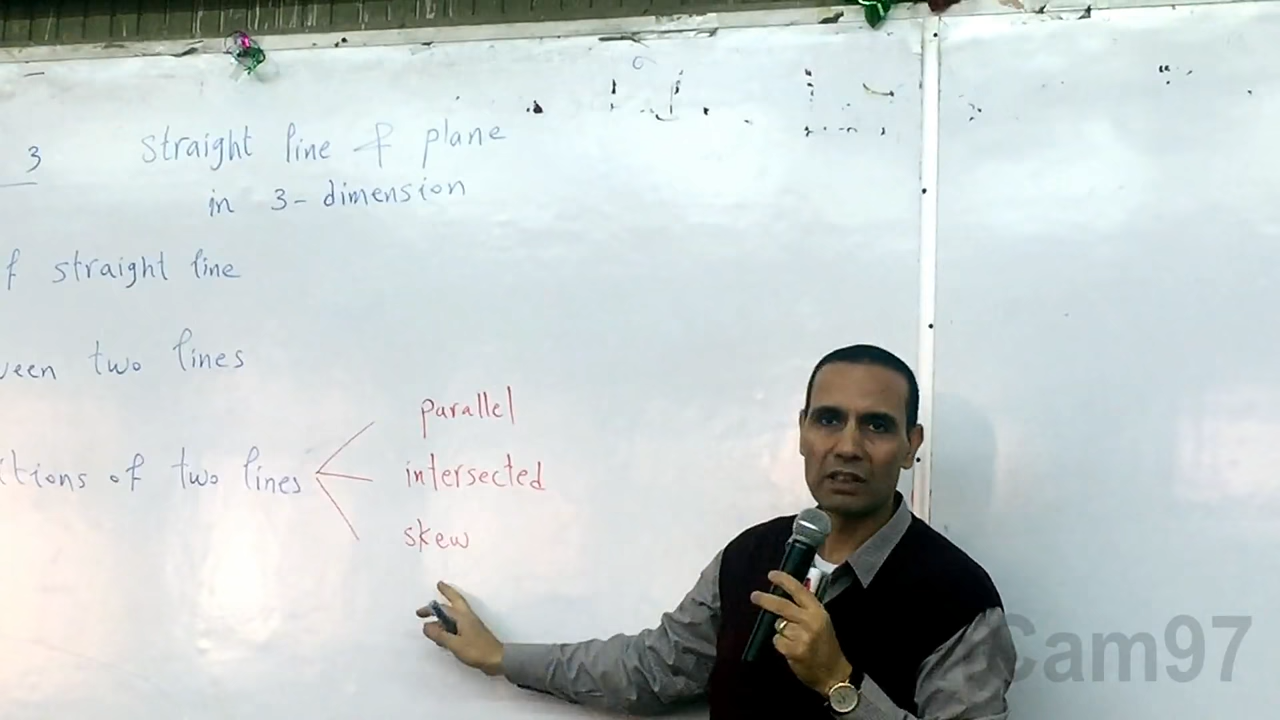 3 straight line & plane
in 3-dimension
f straight line
ween two lines
itions of two lines
parallel
intersected
skew
Cam97